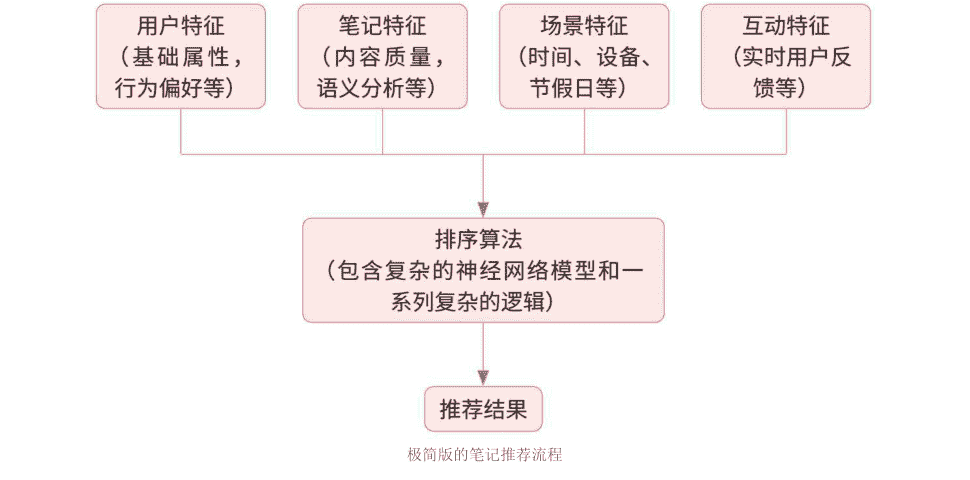 用户特征
（基础属性，
行为偏好等）
笔记特征
（内容质量，
语义分析等）
场景特征
（时间、设备、
节假日等）
互动特征
（实时用户反
馈等）
排序算法
（包含复杂的神经网络模型和一
系列复杂的逻辑）
推荐结果
极简版的笔记推荐流程